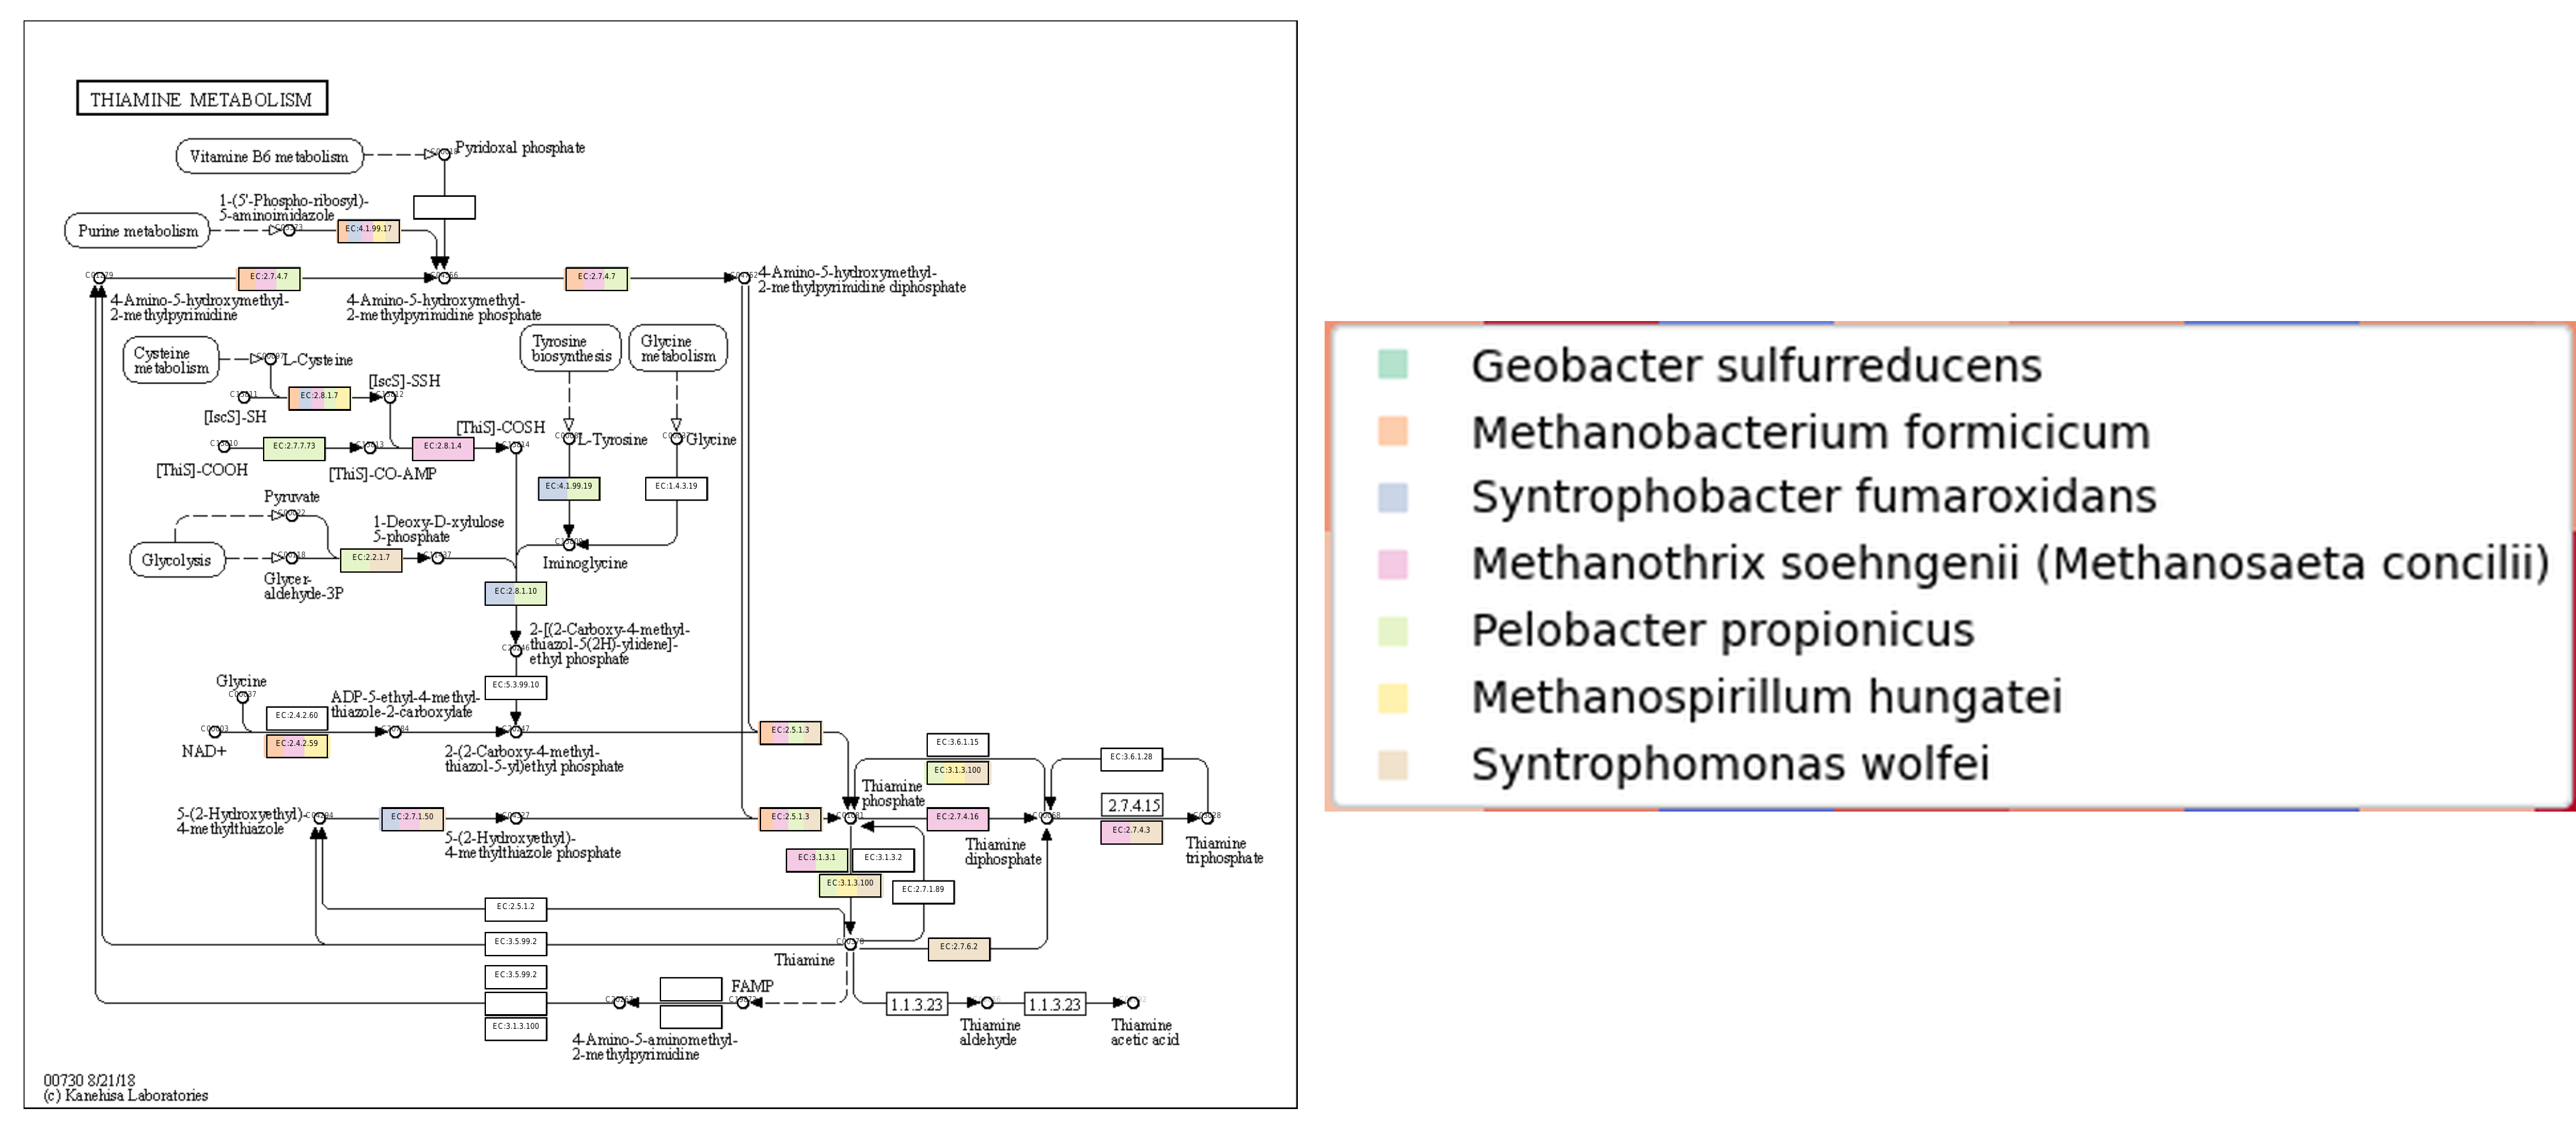 THIAMINE METABOLISM
Vitamine B6 metabolism
Pyridoxal phosphate
1-(5'-Phospho-ribosyl)-
5-aminoimidazole
Purine metabolism
EC:4.1.99.17
EC:2.7.4.7
EC:2.7.4.7
4-Amino-5-hydroxymethyl-
2-methylpyrimidine diphosphate
4-Amino-5-hydroxymethyl-
2-methylpyrimidine
4-Amino-5-hydroxymethyl-
2-methylpyrimidine phosphate
Cysteine
metabolism
L-Cysteine
Tyrosine
biosynthesis
Glycine
metabolism
[IscS]-SSH
EC:2.8.1.7
[IscS]-SH
[ThiS]-COSH
L-Tyrosine
Glycine
EC:2.7.7.73
EC:2.8.1.4
[ThiS]-COOH
[ThiS]-CO-AMP
EC:4.1.99.19
EC:1.4.3.19
Pyruvate
1-Deoxy-D-xylulose
5-phosphate
Glycolysis
EC:2.2.1.7
Iminoglycine
Glycer-
aldehyde-3P
EC:2.8.1.10
2-[(2-Carboxy-4-methyl-
thiazol-5(2H)-ylidene]-
ethyl phosphate
Glycine
EC:5.3.99.10
ADP-5-ethyl-4-methyl-
thiazole-2-carboxylate
EC:2.4.2.60
NAD+
EC:2.4.2.59
2-(2-Carboxy-4-methyl-
thiazol-5-yl)ethyl phosphate
EC:2.5.1.3
EC:3.6.1.15
EC:3.1.3.100
EC:3.6.1.28
Thiamine
phosphate
5-(2-Hydroxyethyl)-
4-methylthiazole
EC:2.7.1.50
5-(2-Hydroxyethyl)-
4-methylthiazole phosphate
EC:2.5.1.3
EC:2.7.4.16
2.7.4.15
EC:2.7.4.3
Thiamine
diphosphate
Thiamine
triphosphate
EC:3.1.3.1
EC:3.1.3.2
EC:3.1.3.100
EC:2.7.1.89
EC:2.5.1.2
EC:3.5.99.2
EC:2.7.6.2
Thiamine
EC:3.5.99.2
FAMP
EC:3.1.3.100
1.1.3.23
1.1.3.23
4-Amino-5-aminomethyl-
2-methylpyrimidine
Thiamine
aldehyde
Thiamine
acetic acid
00730 8/21/18
(c) Kanehisa Laboratories
Geobacter sulfurreducens
Methanobacterium formicicum
Syntrophobacter fumaroxidans
Methanothrix soehngenii (Methanosaeta concilii)
Pelobacter propionicus
Methanospirillum hungatei
Syntrophomonas wolfei